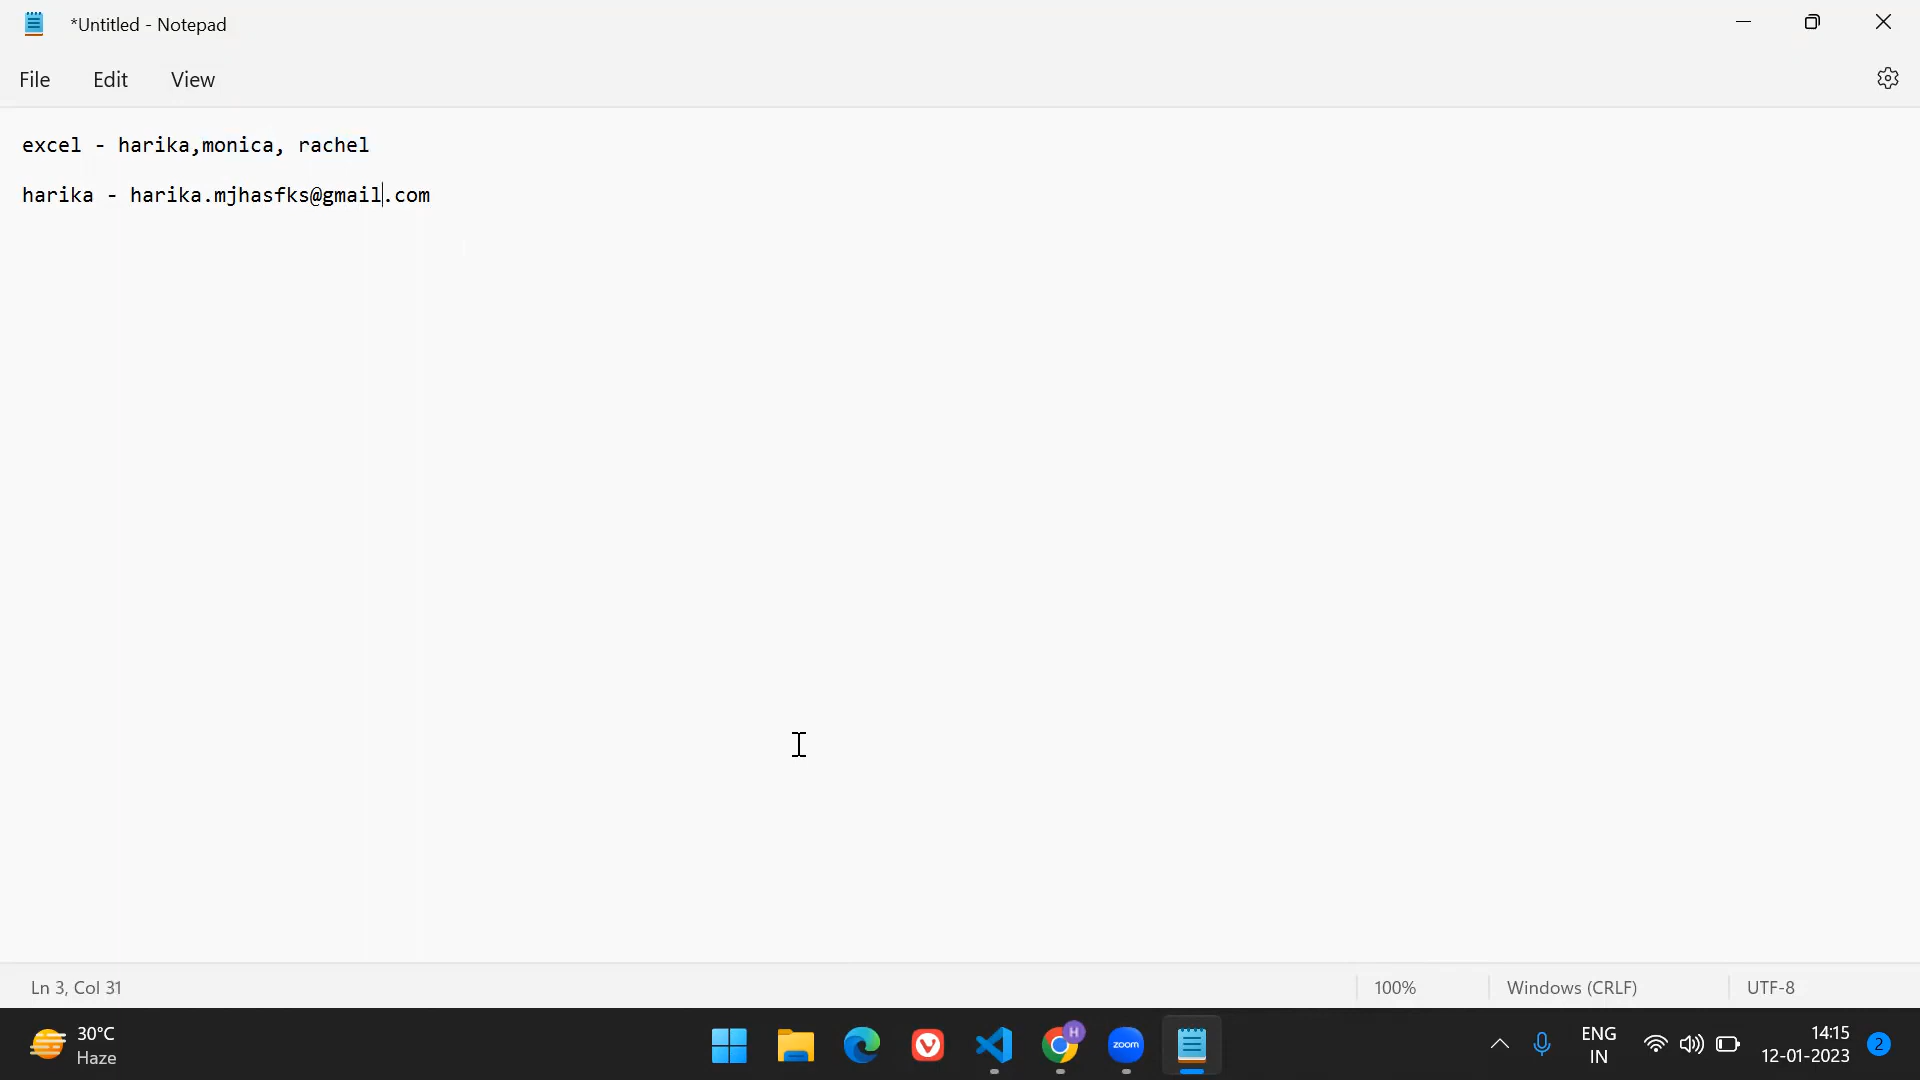 *Untitled - Notepad
File Edit View
excel - harika,monica, rachel
harika - harika.mjhasfks@gmail.com
Ln 3, Col 31 100% Windows (CRLF) UTF-8
30°C
Haze
H
zoom
ENG
IN
14:15
12-01-2023
2